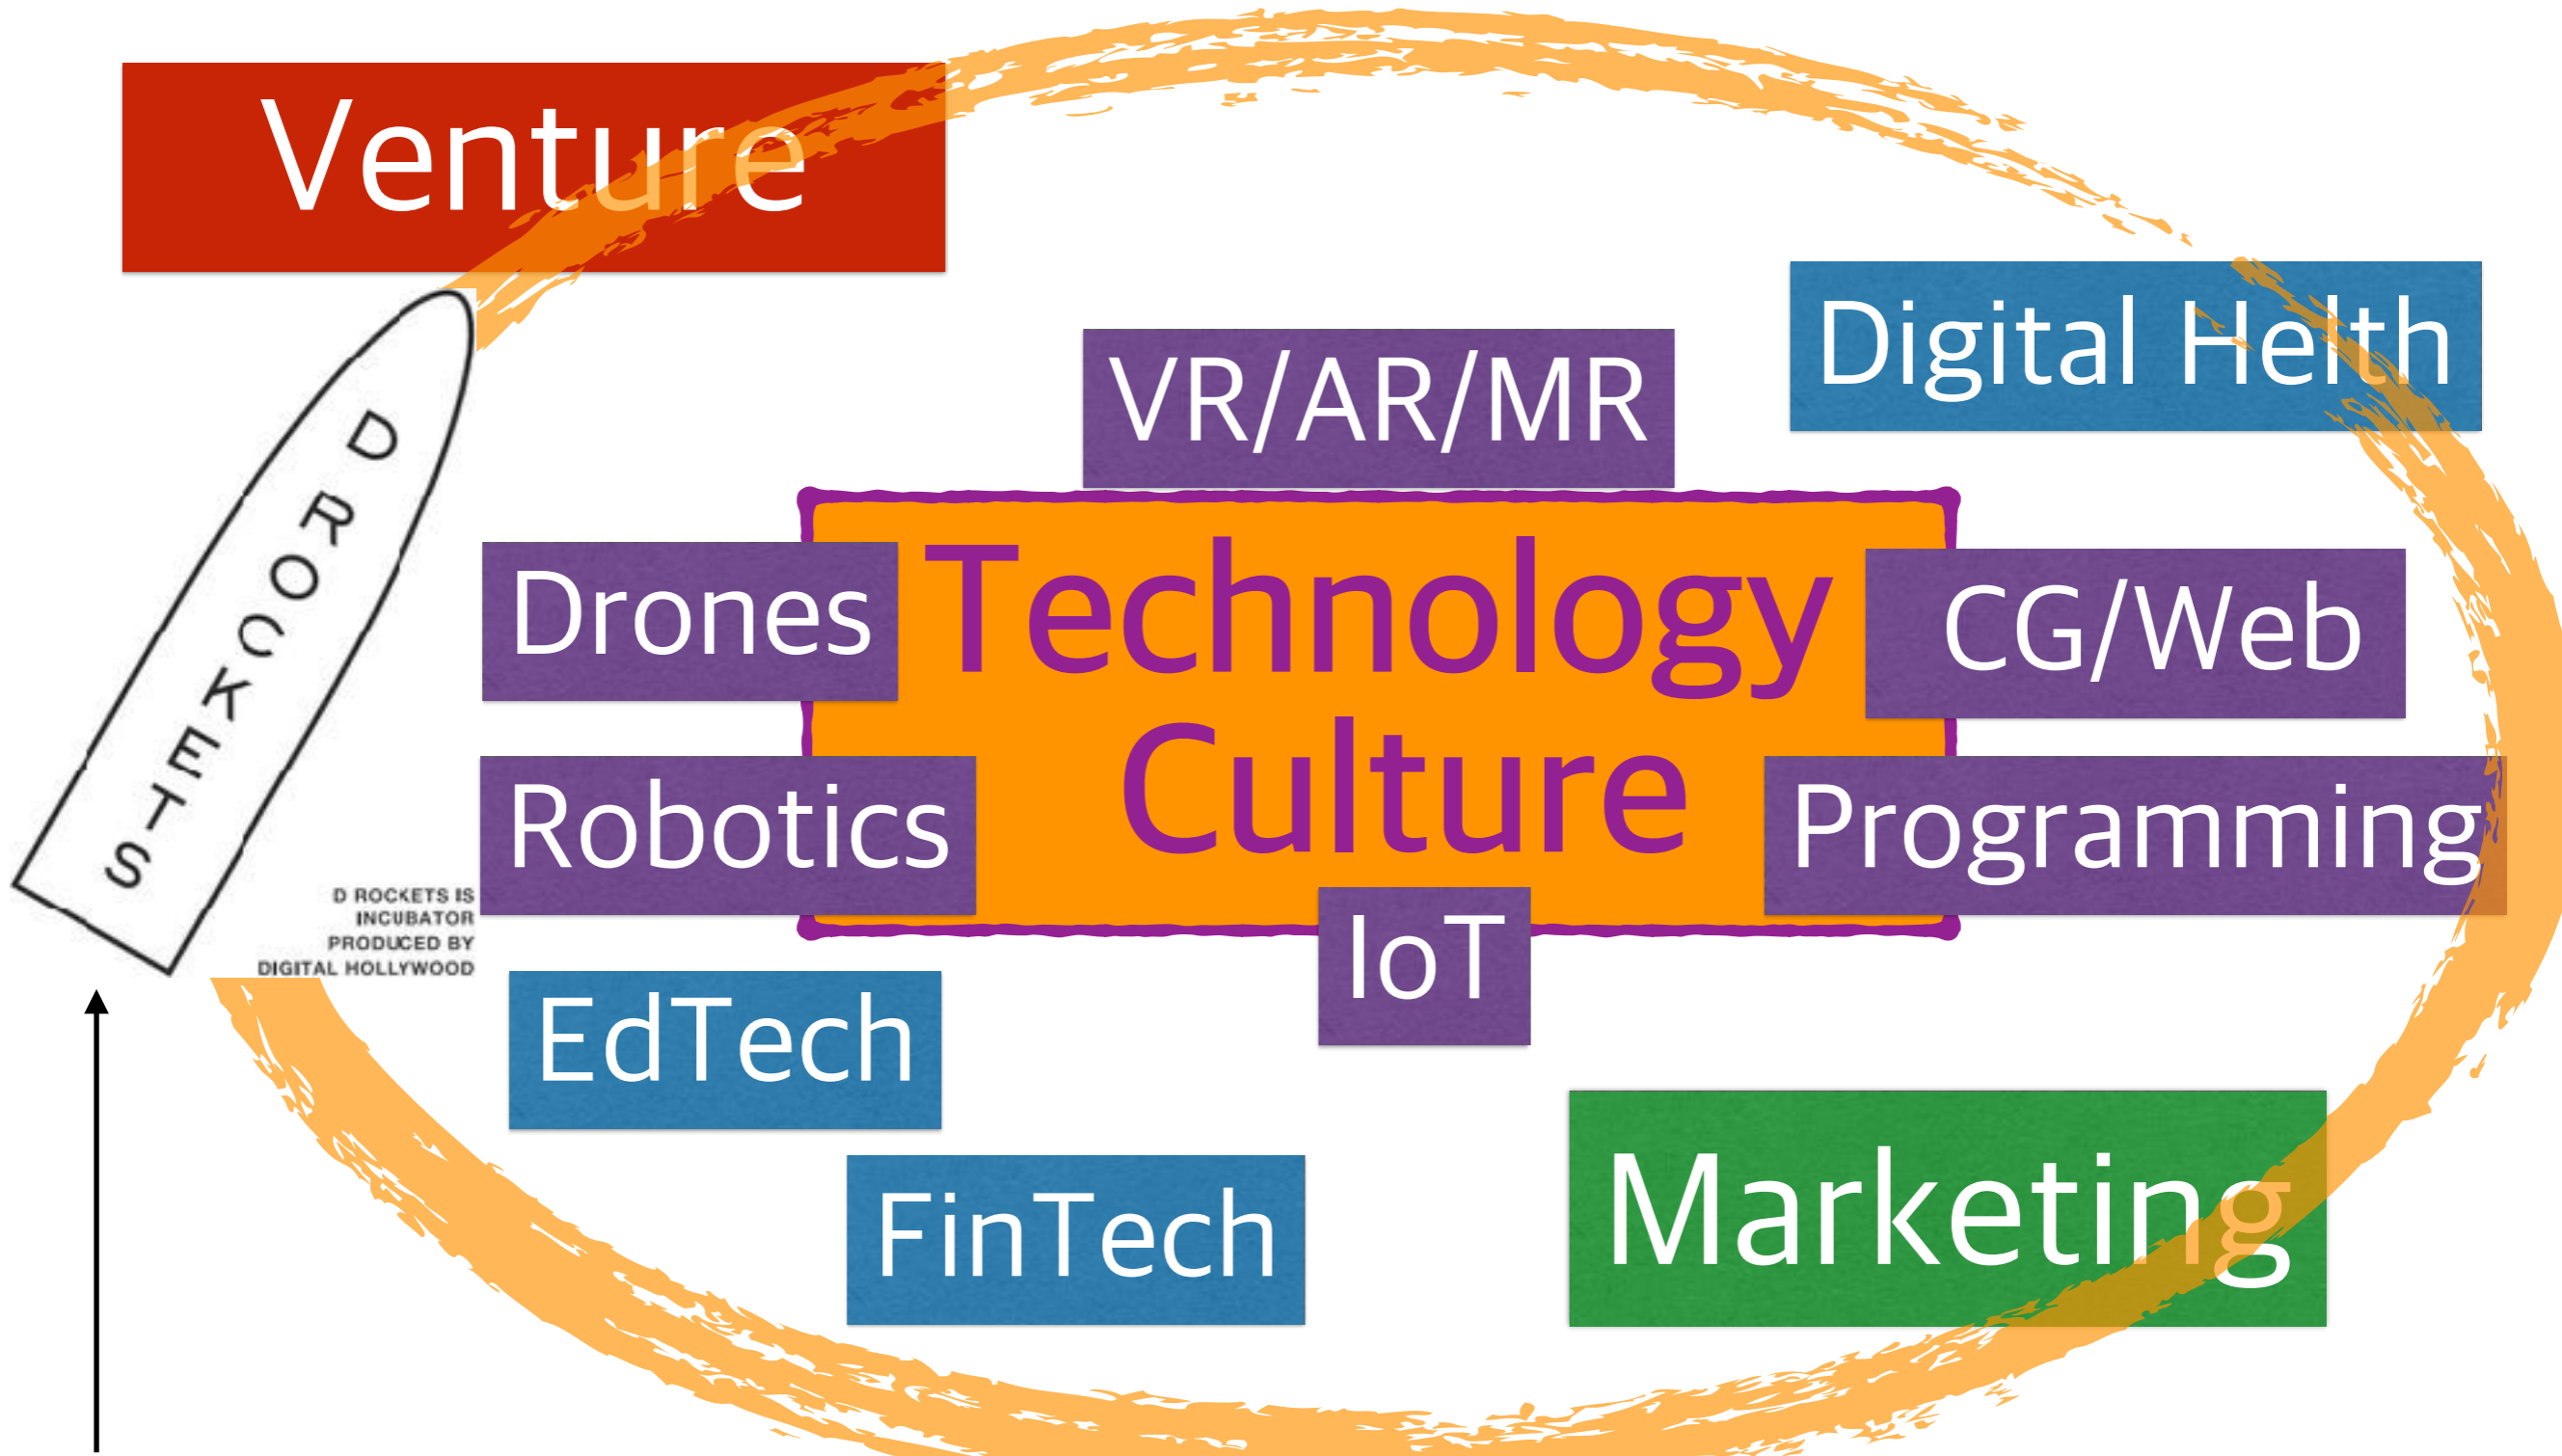 Venture
Digital Helth
VR/AR/MR
D ROCKETS
Drones
Technology
Culture
CG/Web
Robotics
Programming
D ROCKETS IS
INCUBATOR
PRODUCED BY
DIGITAL HOLLYWOOD
IoT
EdTech
FinTech
Marketing